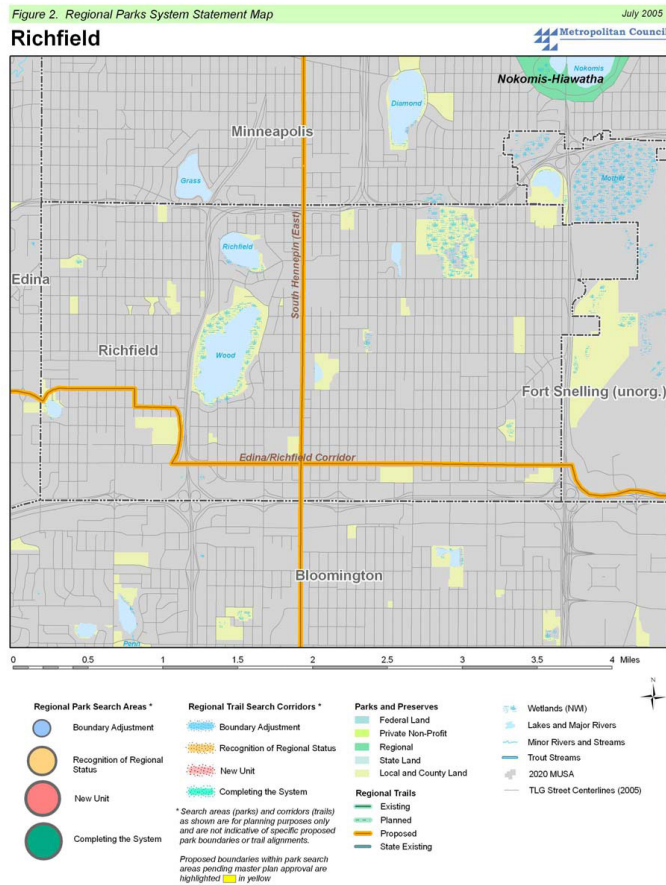 Figure 2. Regional Parks System Statement Map
July 2005
Richfield
Metropolitan Council
Nokomis
Nokomis-Hiawatha
Diamond
Minneapolis
Mother
Grass
South Hennepin (East)
Richfield
Edina
Wood
Richfield
Fort Snelling (unorg.)
Edina/Richfield Corridor
Bloomington
Penn
0 0.5 1 1.5 2 2.5 3 3.5 4 Miles
N
Regional Park Search Areas *
Boundary Adjustment
Recognition of Regional
Status
New Unit
Completing the System
Regional Trail Search Corridors *
Boundary Adjustment
Recognition of Regional Status
New Unit
Completing the System
* Search areas (parks) and corridors (trails)
as shown are for planning purposes only
and are not indicative of specific proposed
park boundaries or trail alignments.
Proposed boundaries within park search
areas pending master plan approval are
highlighted in yellow
Parks and Preserves
Federal Land
Private Non-Profit
Regional
State Land
Local and County Land
Regional Trails
Existing
Planned
Proposed
State Existing
Wetlands (NWI)
Lakes and Major Rivers
Minor Rivers and Streams
Trout Streams
2020 MUSA
TLG Street Centerlines (2005)